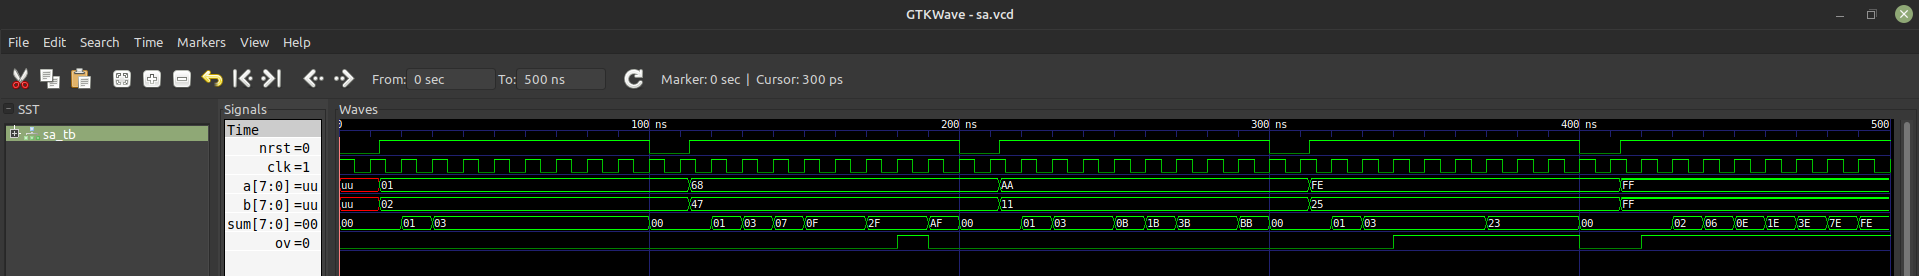 GTKWave - sa.vcd
File Edit Search Time Markers View Help
From: 0 sec To: 500 ns Marker: 0 sec | Cursor: 300 ps
SST Signals Waves
sa_tb
Time 0 100 ns 200 ns 300 ns 400 ns 500
nrst=0
clk=1
a[7:0]=uu uu 01 68 AA FE FF
b[7:0]=uu uu 02 47 11 25 FF
sum[7:0]=00 00 01 03 00 01 03 07 0F 2F AF 00 01 03 0B 1B 3B BB 00 01 03 23 00 02 06 0E 1E 3E 7E FE
ov=0